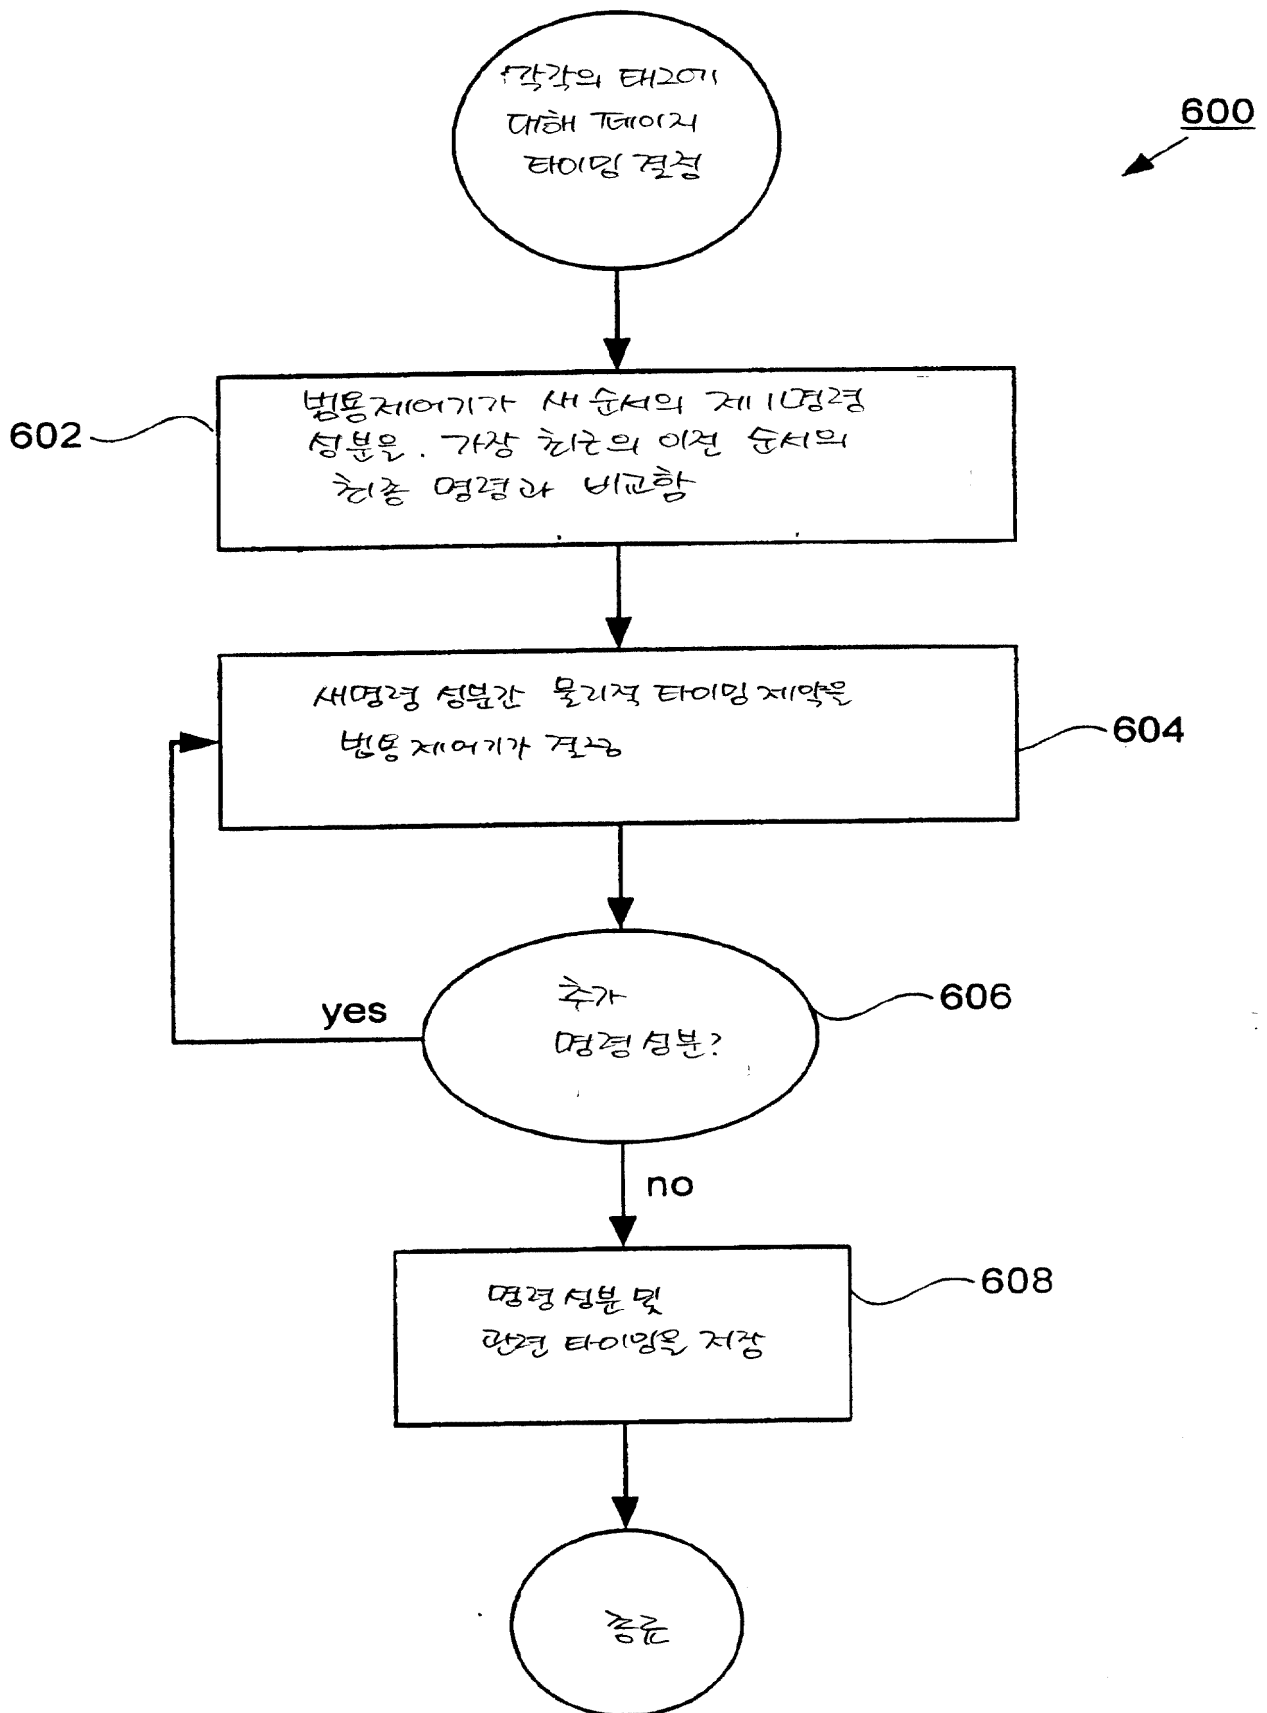 각각의 태그에
대해 페이지
타이밍 결정
600
범용제어기가 새 순서의 제1명령
성분을. 가장 최근의 이전 순서의
최종 명령과 비교함
602
새명령 성분간 물리적 타이밍 제약을
범용제어기가 결정
604
추가
명령성분?
606
yes
no
명령성분 및
관련 타이밍을 저장
608
종료